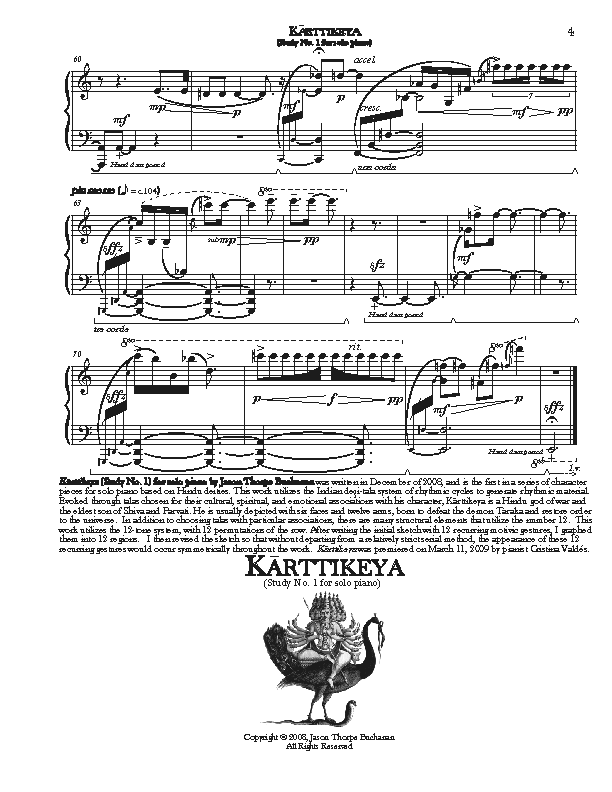 KĀRTTIKEYA
4
(Study No. 1 for solo piano)
60
accel.
mp
p
mf
p
cresc.
7
mf
p
pp
mf
Hand damponed
una corda
più mosso (♪ = c.104)
63
8va
sffz
sub mp
pp
sfz
mf
Hand damponed
tre corde
70
8va
rit.
8va
sffz
p
f
pp
sffz
mf
p
Hand damponed
l.v.
Kārttikeya (Study No. 1) for solo piano by Jason Thorpe Buchanan was written in December of 2008, and is the first in a series of character
pieces for solo piano based on Hindu deities. This work utilizes the Indian deçi-tala system of rhythmic cycles to generate rhythmic material.
Evoked through talas chosen for their cultural, spiritual, and emotional associations with his character, Kārttikeya is a Hindu god of war and
the eldest son of Shiva and Parvati. He is usually depicted with six faces and twelve arms, born to defeat the demon Taraka and restore order
to the universe. In addition to choosing talas with particular associations, there are many structural elements that utilize the number 12. This
work utilizes the 12-tone system, with 12 permutations of the row. After writing the initial sketch with 12 recurring motivic gestures, I graphed
them into 12 regions. I then revised the sketch so that without departing from a relatively strict serial method, the appearance of these 12
recurring gestures would occur symmetrically throughout the work. Kārttikeya was premiered on March 11, 2009 by pianist Cristina Valdés.
KĀRTTIKEYA
(Study No. 1 for solo piano)
Copyright © 2008, Jason Thorpe Buchanan
All Rights Reserved